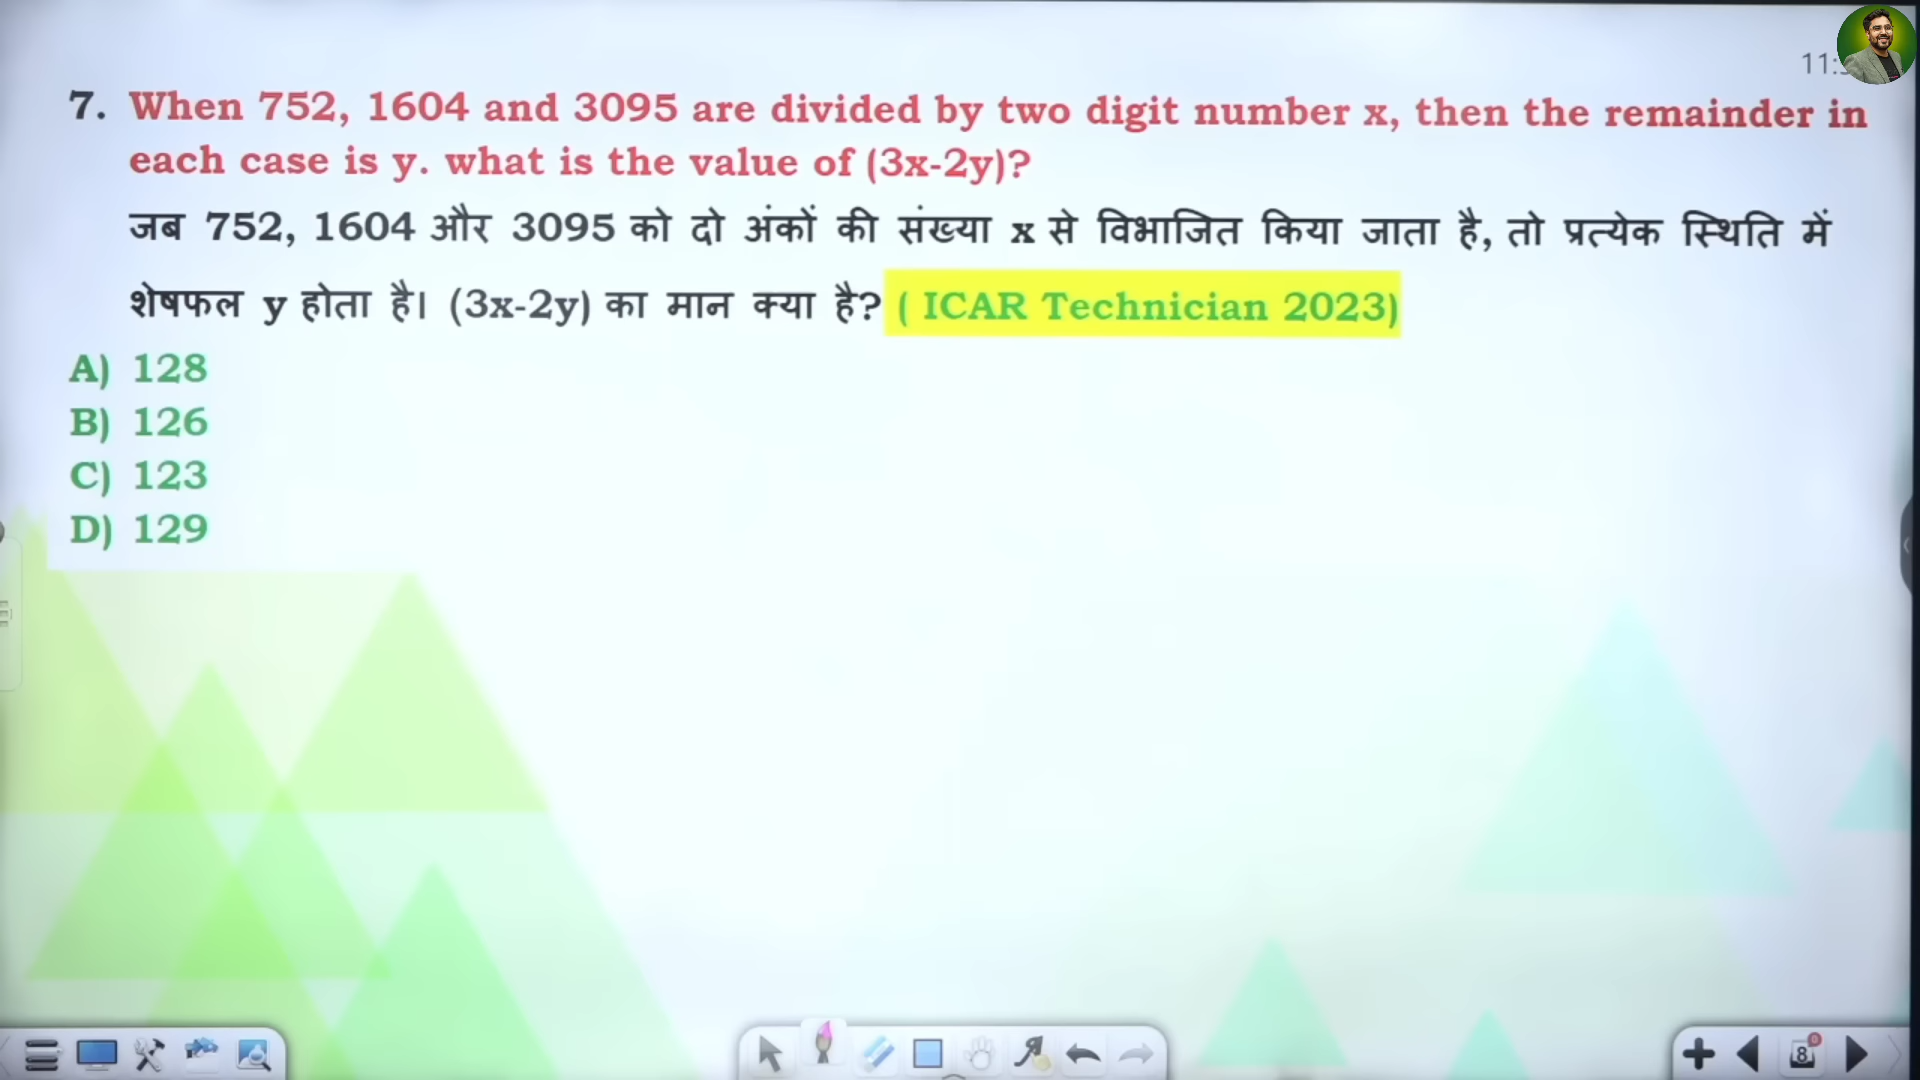 11:
7. When 752, 1604 and 3095 are divided by two digit number x, then the remainder in
each case is y. what is the value of (3x-2y)?
जब 752, 1604 और 3095 को दो अंकों की संख्या x से विभाजित किया जाता है, तो प्रत्येक स्थिति में
शेषफल y होता है। (3x-2y) का मान क्या है? ( ICAR Technician 2023)
A) 128
B) 126
C) 123
D) 129
8